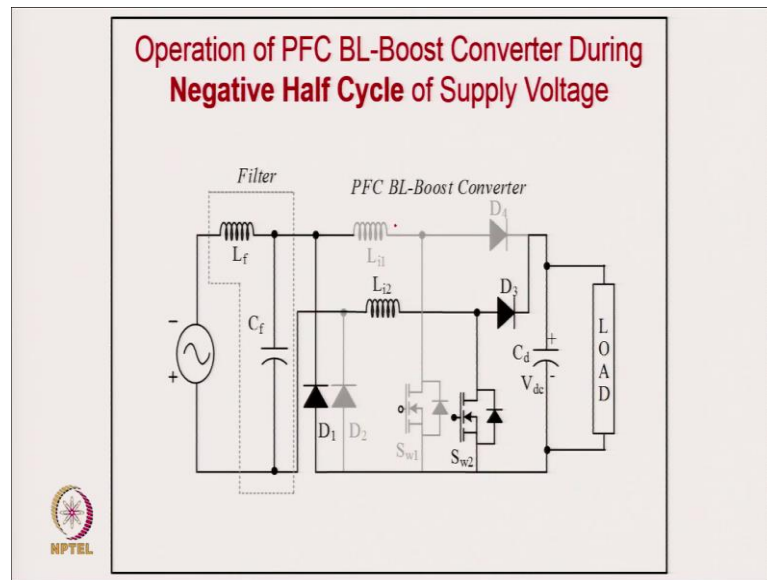 Operation of PFC BL-Boost Converter During
Negative Half Cycle of Supply Voltage
Filter
PFC BL-Boost Converter
D4
Lf
Li1
D3
Li2
-
+
Cf
Cd
+
-
Vdc
LOAD
D1
D2
Sw1
Sw2
NPTEL